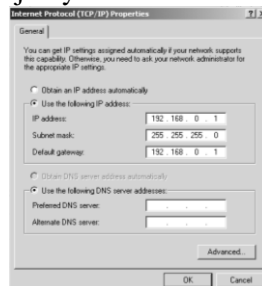 Internet Protocol (TCP/IP) Properties
General
You can get IP settings assigned automatically if your network supports
this capability. Otherwise, you need to ask your network administrator for
the appropriate IP settings.
Obtain an IP address automatically
Use the following IP address:
IP address: 192 . 168 . 0 . 1
Subnet mask: 255 . 255 . 255 . 0
Default gateway: 192 . 168 . 0 . 1
Obtain DNS server address automatically
Use the following DNS server addresses:
Preferred DNS server: . . .
Alternate DNS server: . . .
Advanced...
OK Cancel